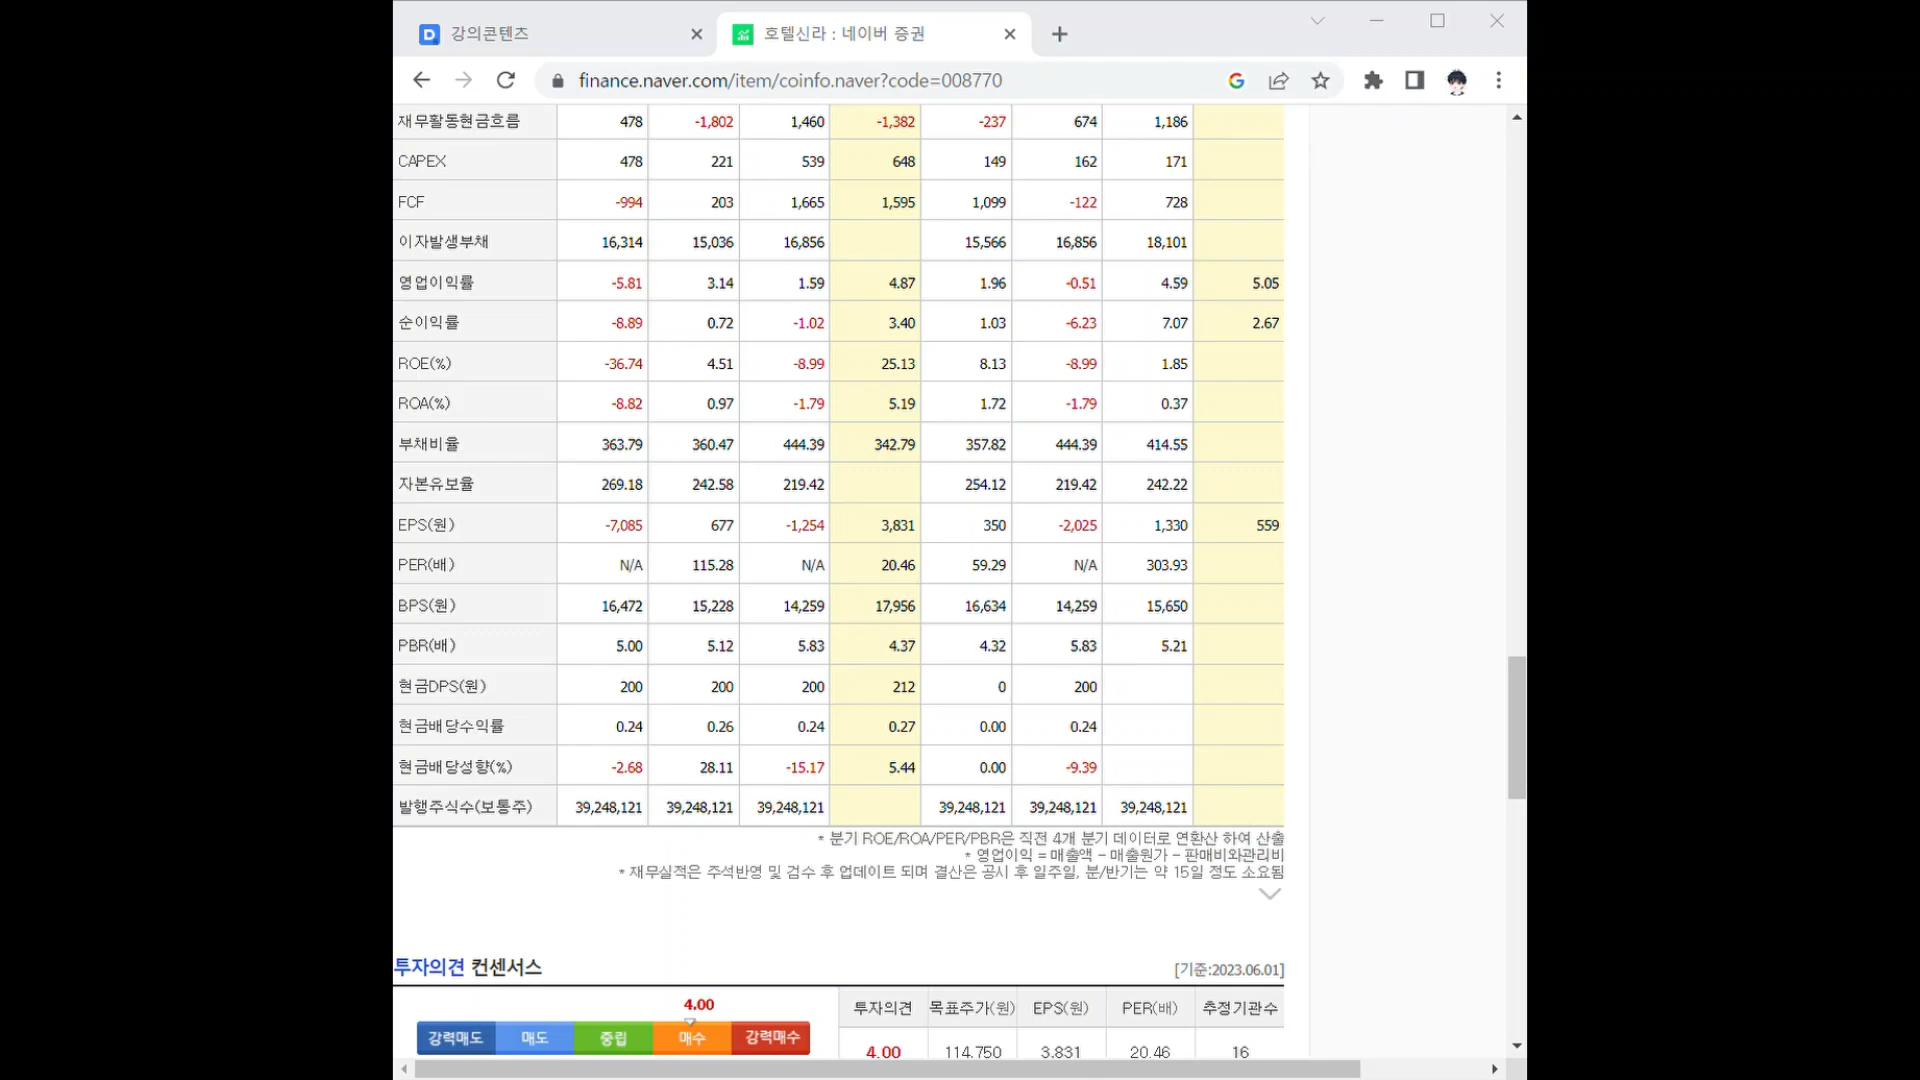 강의콘텐츠
호텔신라 : 네이버 증권
finance.naver.com/item/coinfo.naver?code=008770
재무활동현금흐름 478 -1,802 1,460 -1,382 -237 674 1,186
CAPEX 478 221 539 648 149 162 171
FCF -994 203 1,665 1,595 1,099 -122 728
이자발생부채 16,314 15,036 16,856 15,566 16,856 18,101
영업이익률 -5.81 3.14 1.59 4.87 1.96 -0.51 4.59 5.05
순이익률 -8.89 0.72 -1.02 3.40 1.03 -6.23 7.07 2.67
ROE(%) -36.74 4.51 -8.99 25.13 8.13 -8.99 1.85
ROA(%) -8.82 0.97 -1.79 5.19 1.72 -1.79 0.37
부채비율 363.79 360.47 444.39 342.79 357.82 444.39 414.55
자본유보율 269.18 242.58 219.42 254.12 219.42 242.22
EPS(원) -7,085 677 -1,254 3,831 350 -2,025 1,330 559
PER(배) N/A 115.28 N/A 20.46 59.29 N/A 303.93
BPS(원) 16,472 15,228 14,259 17,956 16,634 14,259 15,650
PBR(배) 5.00 5.12 5.83 4.37 4.32 5.83 5.21
현금DPS(원) 200 200 200 212 0 200
현금배당수익률 0.24 0.26 0.24 0.27 0.00 0.24
현금배당성향(%) -2.68 28.11 -15.17 5.44 0.00 -9.39
발행주식수(보통주) 39,248,121 39,248,121 39,248,121 39,248,121 39,248,121 39,248,121
* 분기 ROE/ROA/PER/PBR은 직전 4개 분기 데이터로 연환산 하여 산출
* 영업이익 = 매출액 - 매출원가 - 판매비와관리비
* 재무실적은 주석반영 및 검수 후 업데이트 되며 결산은 공시 후 일주일, 분/반기는 약 15일 정도 소요됨
투자의견 컨센서스 [기준:2023.06.01]
4.00
강력매도 매도 중립 매수 강력매수
투자의견 목표주가(원) EPS(원) PER(배) 추정기관수
4.00 114,750 3,831 20.46 16